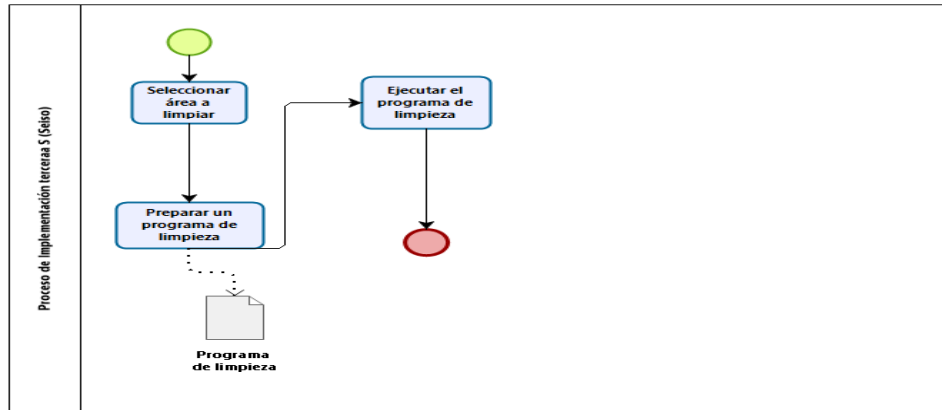 Proceso de Implementación terceraa S (Seiso)
Seleccionar
área a
limpiar
Preparar un
programa de
limpieza
Programa
de limpieza
Ejecutar el
programa de
limpieza